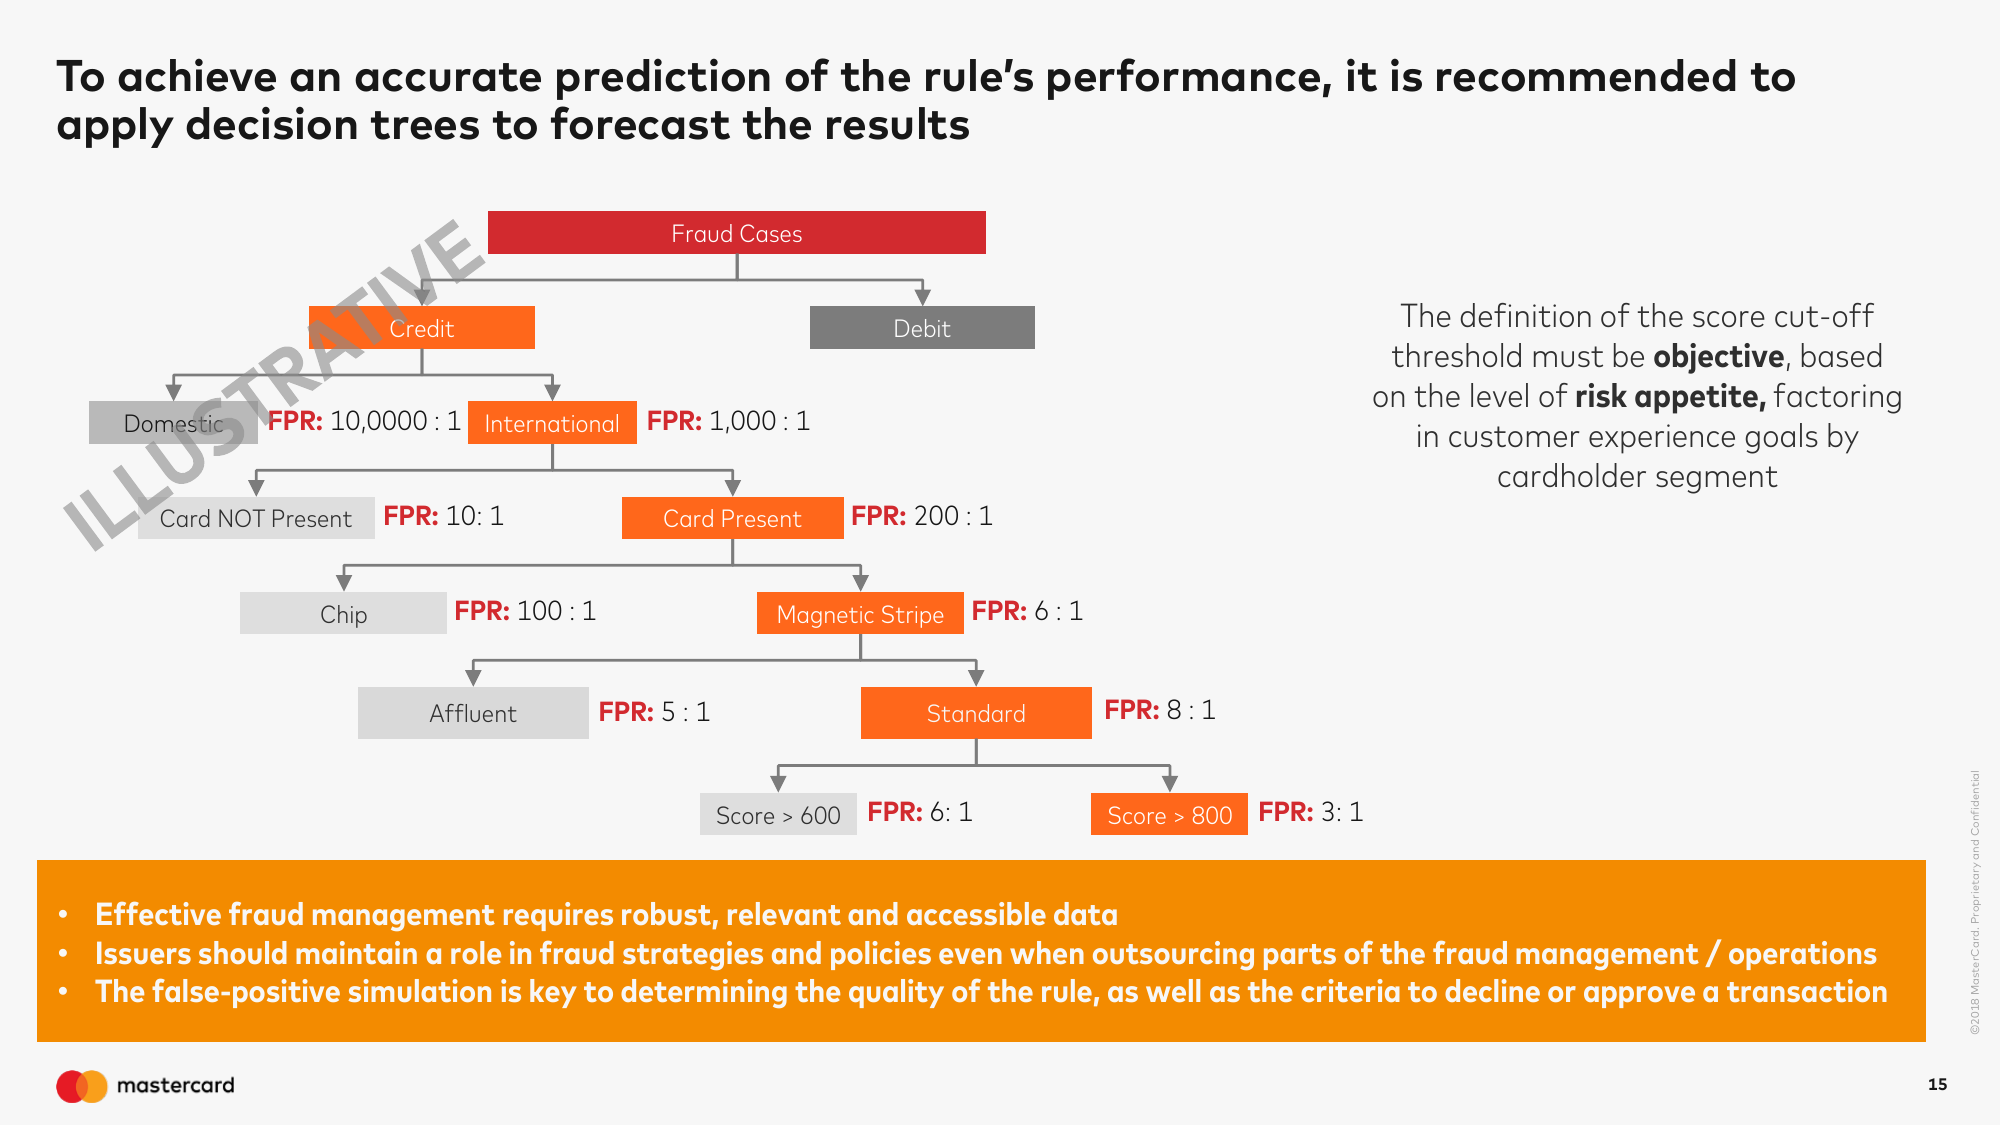 To achieve an accurate prediction of the rule’s performance, it is recommended to
apply decision trees to forecast the results
ILLUSTRATIVE
Fraud Cases
Credit
Debit
Domestic
FPR: 10,0000 : 1
International
FPR: 1,000 : 1
Card NOT Present
FPR: 10: 1
Card Present
FPR: 200 : 1
Chip
FPR: 100 : 1
Magnetic Stripe
FPR: 6 : 1
Affluent
FPR: 5 : 1
Standard
FPR: 8 : 1
Score > 600
FPR: 6: 1
Score > 800
FPR: 3: 1
The definition of the score cut-off
threshold must be objective, based
on the level of risk appetite, factoring
in customer experience goals by
cardholder segment
• Effective fraud management requires robust, relevant and accessible data
• Issuers should maintain a role in fraud strategies and policies even when outsourcing parts of the fraud management / operations
• The false-positive simulation is key to determining the quality of the rule, as well as the criteria to decline or approve a transaction
©2018 MasterCard. Proprietary and Confidential
mastercard
15